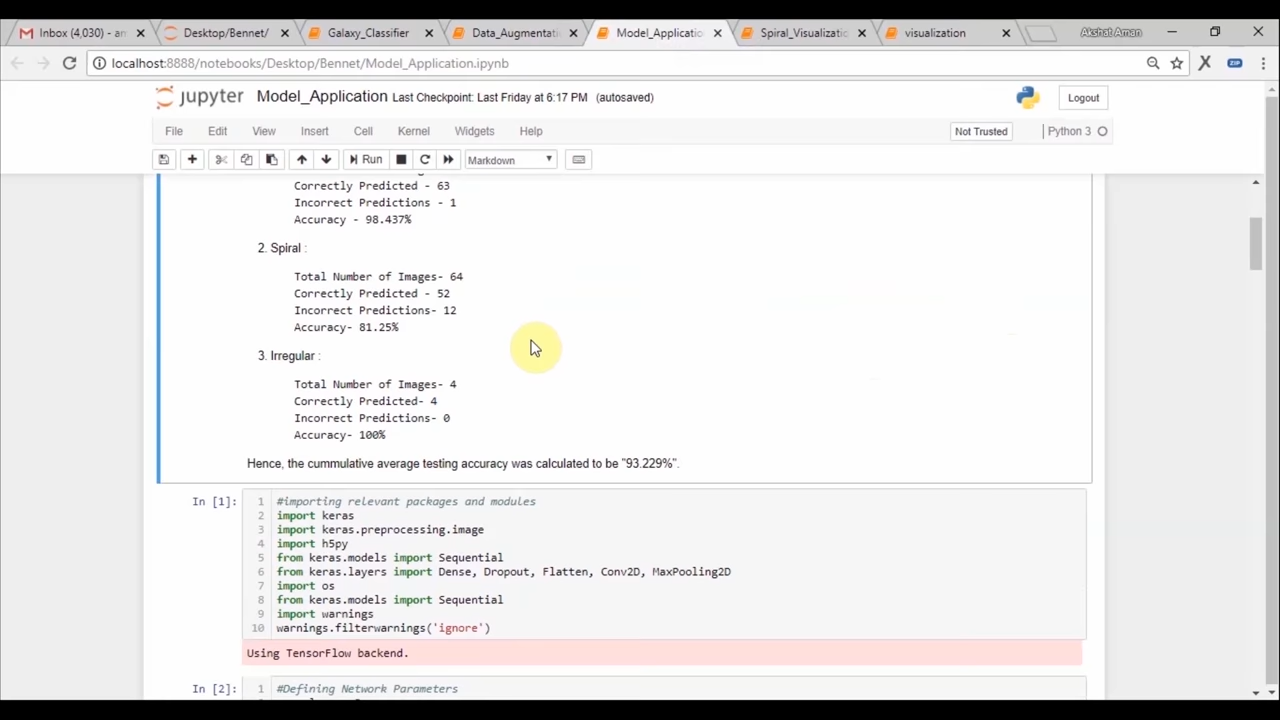 Inbox (4,030) - an
Desktop/Bennet/
Galaxy_Classifier
Data_Augmentati
Model_Applicatio
Spiral_Visualizatio
visualization
Akshat Aman
localhost:8888/notebooks/Desktop/Bennet/Model_Application.ipynb
ZIP
jupyter Model_Application Last Checkpoint: Last Friday at 6:17 PM (autosaved)
Logout
File Edit View Insert Cell Kernel Widgets Help
Not Trusted
Python 3
Run
Markdown
Correctly Predicted - 63
Incorrect Predictions - 1
Accuracy - 98.437%
2. Spiral :
Total Number of Images- 64
Correctly Predicted - 52
Incorrect Predictions- 12
Accuracy- 81.25%
3. Irregular :
Total Number of Images- 4
Correctly Predicted- 4
Incorrect Predictions- 0
Accuracy- 100%
Hence, the cummulative average testing accuracy was calculated to be "93.229%".
In [1]:
1 #importing relevant packages and modules
2 import keras
3 import keras.preprocessing.image
4 import h5py
5 from keras.models import Sequential
6 from keras.layers import Dense, Dropout, Flatten, Conv2D, MaxPooling2D
7 import os
8 from keras.models import Sequential
9 import warnings
10 warnings.filterwarnings('ignore')
Using TensorFlow backend.
In [2]:
1 #Defining Network Parameters